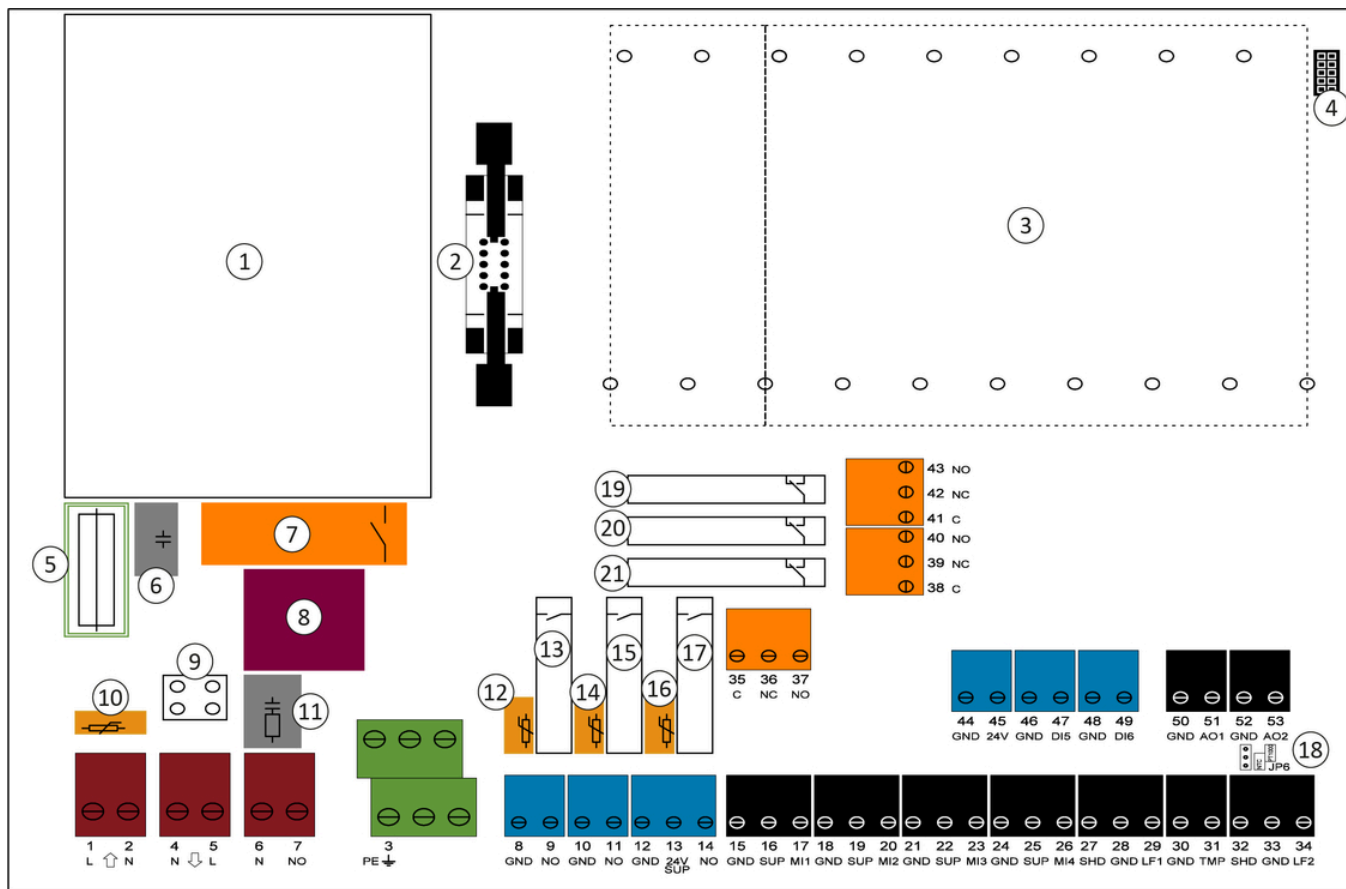 1
2
3
4
5
6
7
8
9
10
11
12
13
14
15
16
17
18
19
20
21
43 NO
42 NC
41 C
40 NO
39 NC
38 C
35 36 37
C NC NO
44 45 46 47 48 49
GND 24V GND DI5 GND DI6
50 51 52 53
GND AO1 GND AO2
NTC
PT1000
JP6
1 2 4 5 6 7 3
L N N L N NO PE
8 9 10 11 12 13 14 15 16 17 18 19 20 21 22 23 24 25 26 27 28 29 30 31 32 33 34
GND NO GND NO GND 24V NO GND SUP MI1 GND SUP MI2 GND SUP MI3 GND SUP MI4 SHD GND LF1 GND TMP SHD GND LF2
SUP